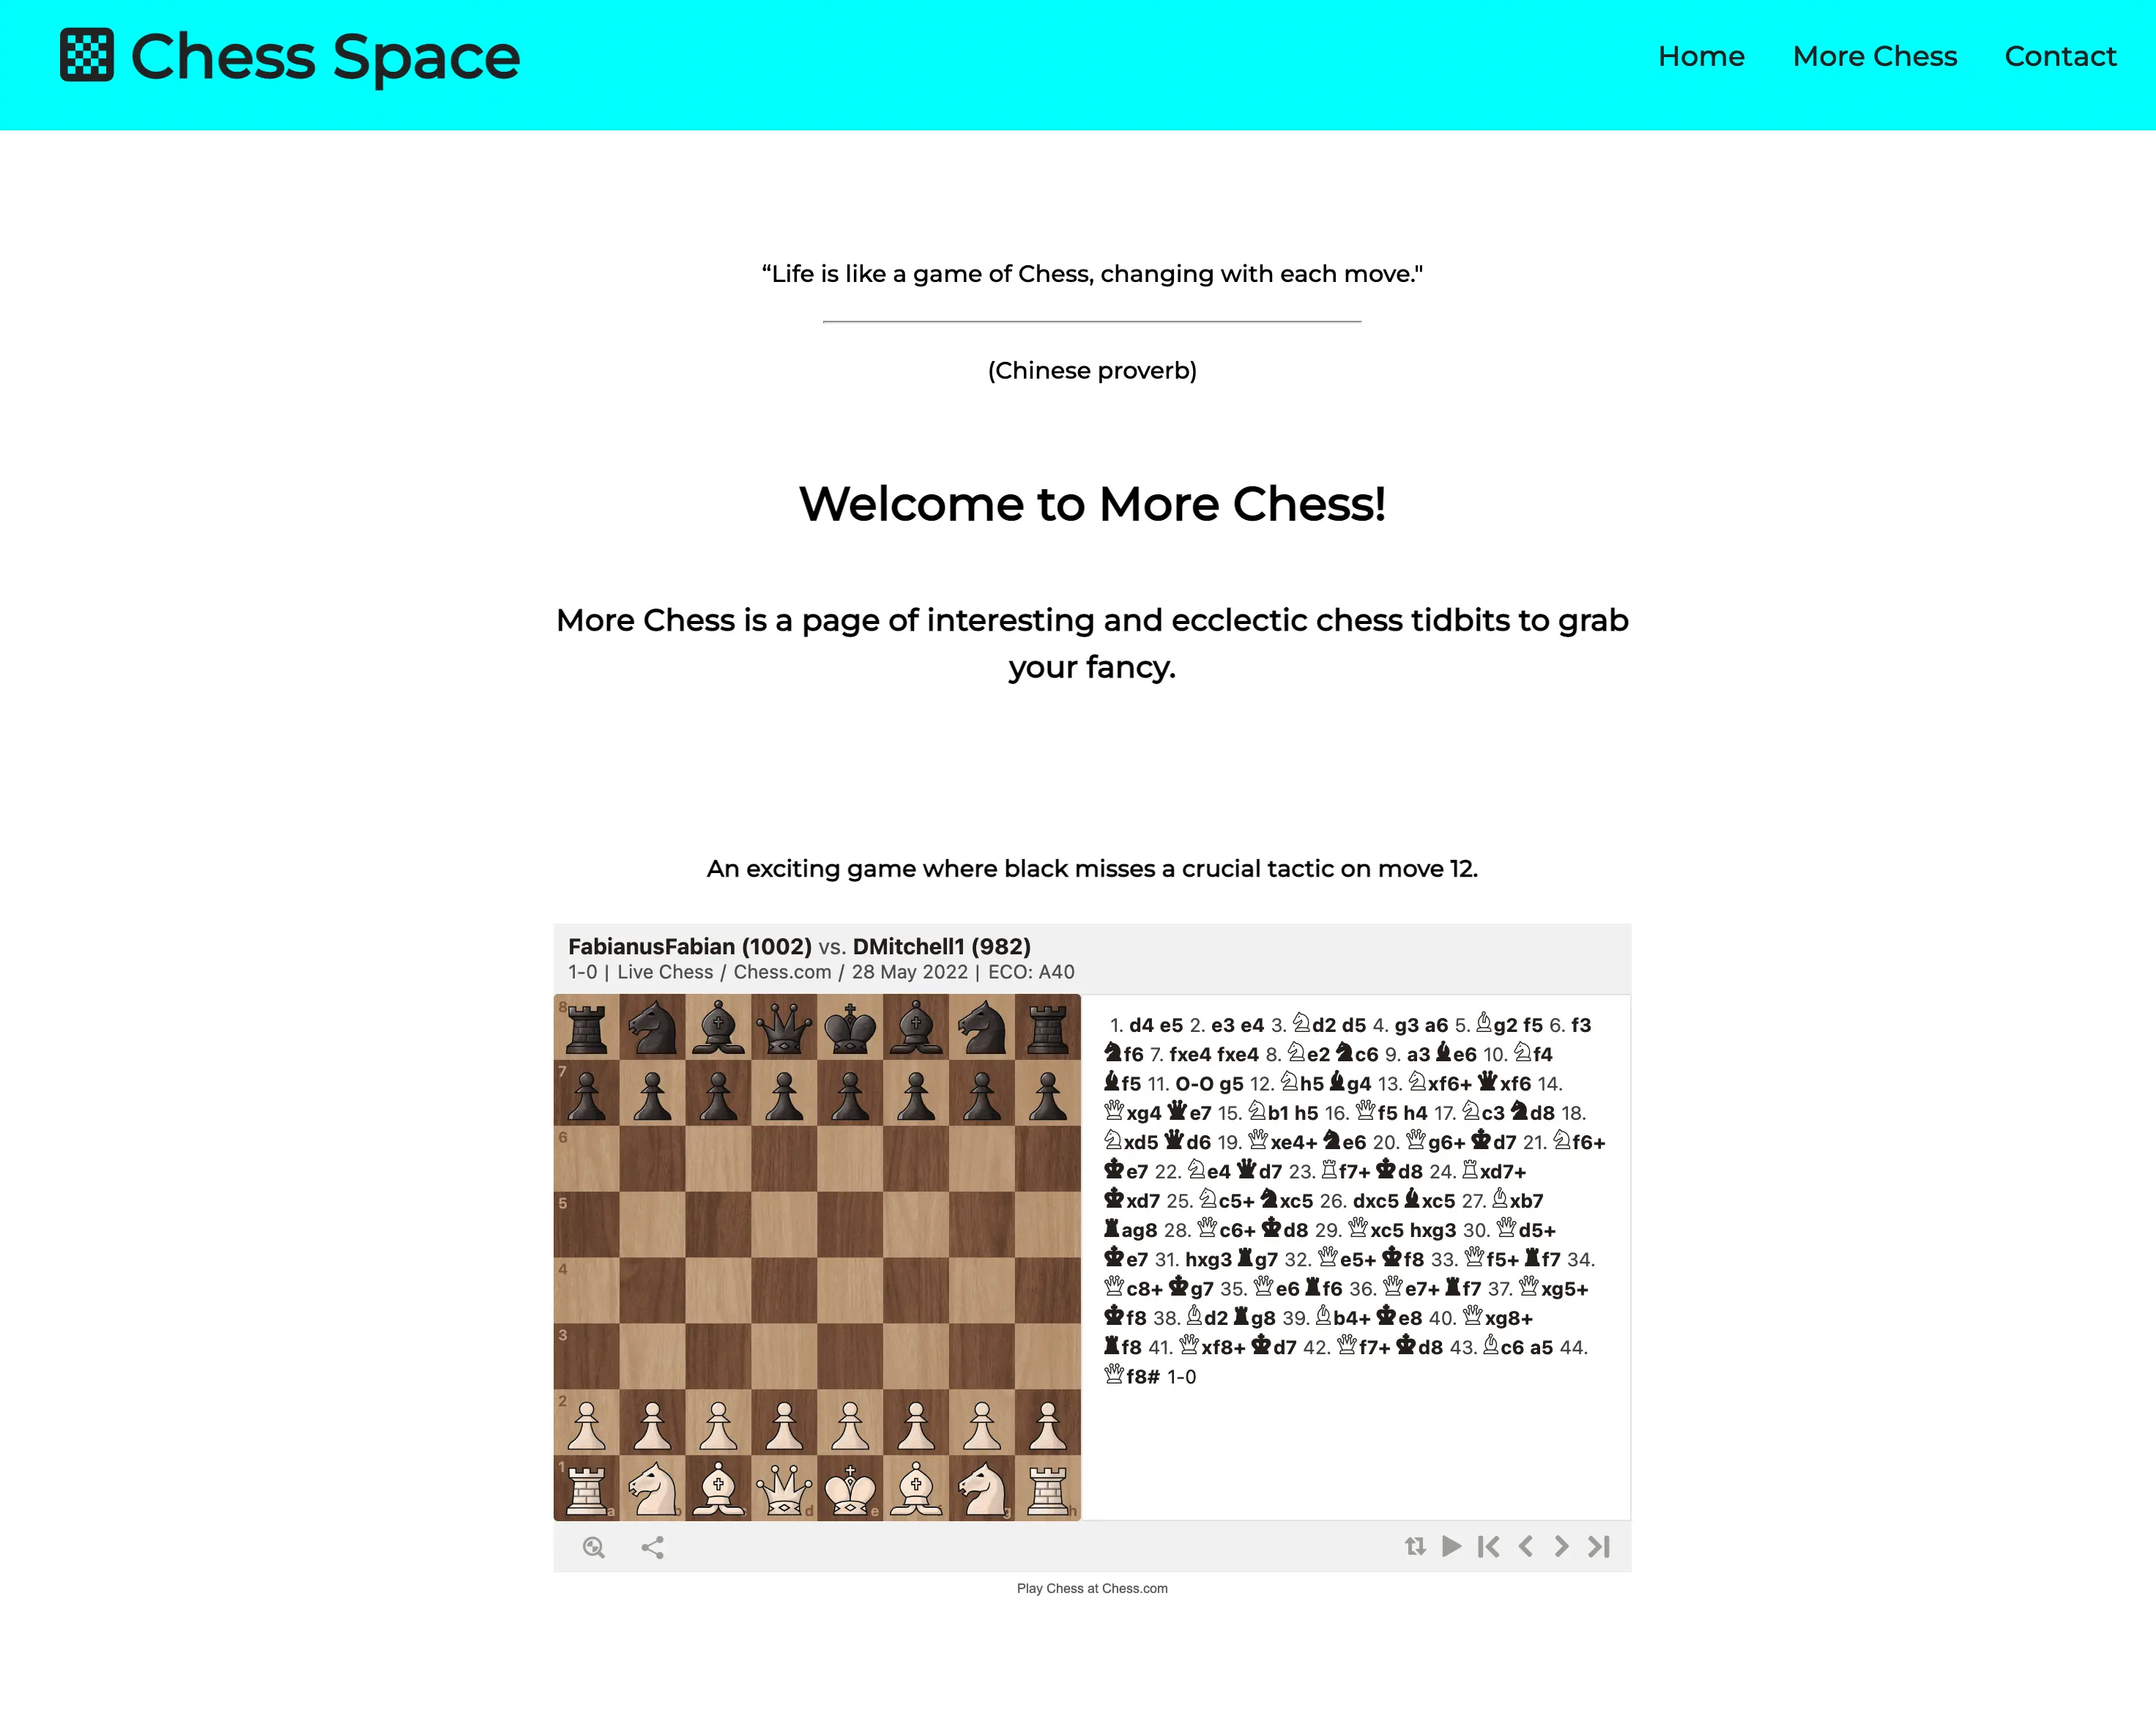 Chess Space
Home More Chess Contact
“Life is like a game of Chess, changing with each move."
(Chinese proverb)
Welcome to More Chess!
More Chess is a page of interesting and ecclectic chess tidbits to grab
your fancy.
An exciting game where black misses a crucial tactic on move 12.
FabianusFabian (1002) vs. DMitchell1 (982)
1-0 | Live Chess / Chess.com / 28 May 2022 | ECO: A40
8
7
6
5
4
3
2
1
a b c d e f g h
1. d4 e5 2. e3 e4 3. ♘d2 d5 4. g3 a6 5. ♗g2 f5 6. f3
♞f6 7. fxe4 fxe4 8. ♘e2 ♞c6 9. a3 ♝e6 10. ♘f4
♝f5 11. O-O g5 12. ♘h5 ♝g4 13. ♘xf6+ ♛xf6 14.
♕xg4 ♛e7 15. ♘b1 h5 16. ♕f5 h4 17. ♘c3 ♞d8 18.
♘xd5 ♛d6 19. ♕xe4+ ♞e6 20. ♕g6+ ♚d7 21. ♘f6+
♚e7 22. ♘e4 ♛d7 23. ♖f7+ ♚d8 24. ♖xd7+
♚xd7 25. ♘c5+ ♞xc5 26. dxc5 ♝xc5 27. ♗xb7
♜ag8 28. ♕c6+ ♚d8 29. ♕xc5 hxg3 30. ♕d5+
♚e7 31. hxg3 ♜g7 32. ♕e5+ ♚f8 33. ♕f5+ ♜f7 34.
♕c8+ ♚g7 35. ♕e6 ♜f6 36. ♕e7+ ♜f7 37. ♕xg5+
♚f8 38. ♗d2 ♜g8 39. ♗b4+ ♚e8 40. ♕xg8+
♜f8 41. ♕xf8+ ♚d7 42. ♕f7+ ♚d8 43. ♗c6 a5 44.
♕f8# 1-0
Play Chess at Chess.com